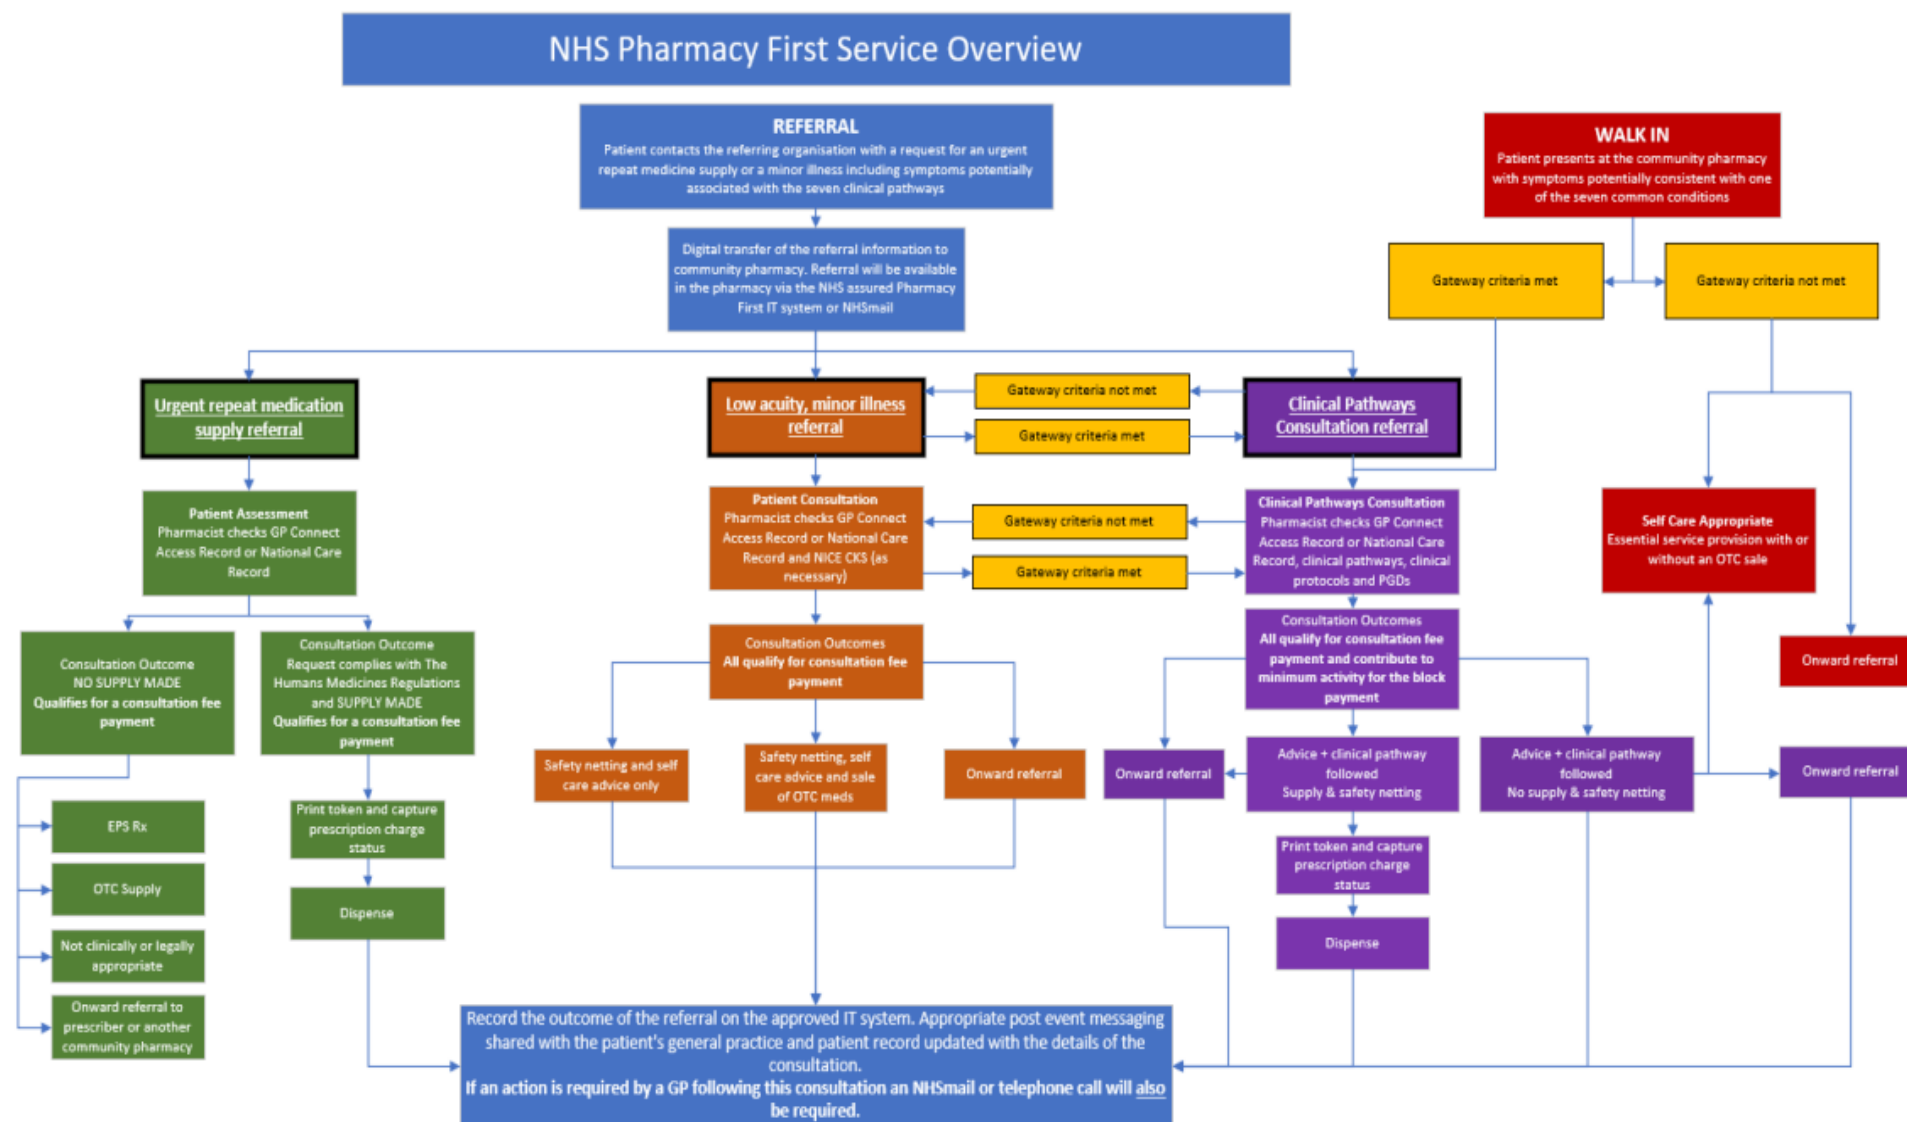 NHS Pharmacy First Service Overview
REFERRAL
Patient contacts the referring organisation with a request for an urgent
repeat medicine supply or a minor illness including symptoms potentially
associated with the seven clinical pathways
WALK IN
Patient presents at the community pharmacy
with symptoms potentially consistent with one
of the seven common conditions
Digital transfer of the referral information to
community pharmacy. Referral will be available
in the pharmacy via the NHS assured Pharmacy
First IT system or NHSmail
Gateway criteria met
Gateway criteria not met
Urgent repeat medication
supply referral
Low acuity, minor illness
referral
Gateway criteria not met
Gateway criteria met
Clinical Pathways
Consultation referral
Patient Assessment
Pharmacist checks GP Connect
Access Record or National Care
Record
Patient Consultation
Pharmacist checks GP Connect
Access Record or National Care
Record and NICE CKS (as
necessary)
Gateway criteria not met
Gateway criteria met
Clinical Pathways Consultation
Pharmacist checks GP Connect
Access Record or National Care
Record, clinical pathways, clinical
protocols and PGDs
Self Care Appropriate
Essential service provision with or
without an OTC sale
Consultation Outcome
NO SUPPLY MADE
Qualifies for a consultation fee
payment
Consultation Outcome
Request complies with The
Humans Medicines Regulations
and SUPPLY MADE
Qualifies for a consultation fee
payment
Consultation Outcomes
All qualify for consultation fee
payment
Consultation Outcomes
All qualify for consultation fee
payment and contribute to
minimum activity for the block
payment
Onward referral
Safety netting and self
care advice only
Safety netting, self
care advice and sale
of OTC meds
Onward referral
Onward referral
Advice + clinical pathway
followed
Supply & safety netting
Advice + clinical pathway
followed
No supply & safety netting
Onward referral
EPS Rx
OTC Supply
Not clinically or legally
appropriate
Onward referral to
prescriber or another
community pharmacy
Print token and capture
prescription charge
status
Dispense
Print token and capture
prescription charge
status
Dispense
Record the outcome of the referral on the approved IT system. Appropriate post event messaging
shared with the patient's general practice and patient record updated with the details of the
consultation.
If an action is required by a GP following this consultation an NHSmail or telephone call will also
be required.